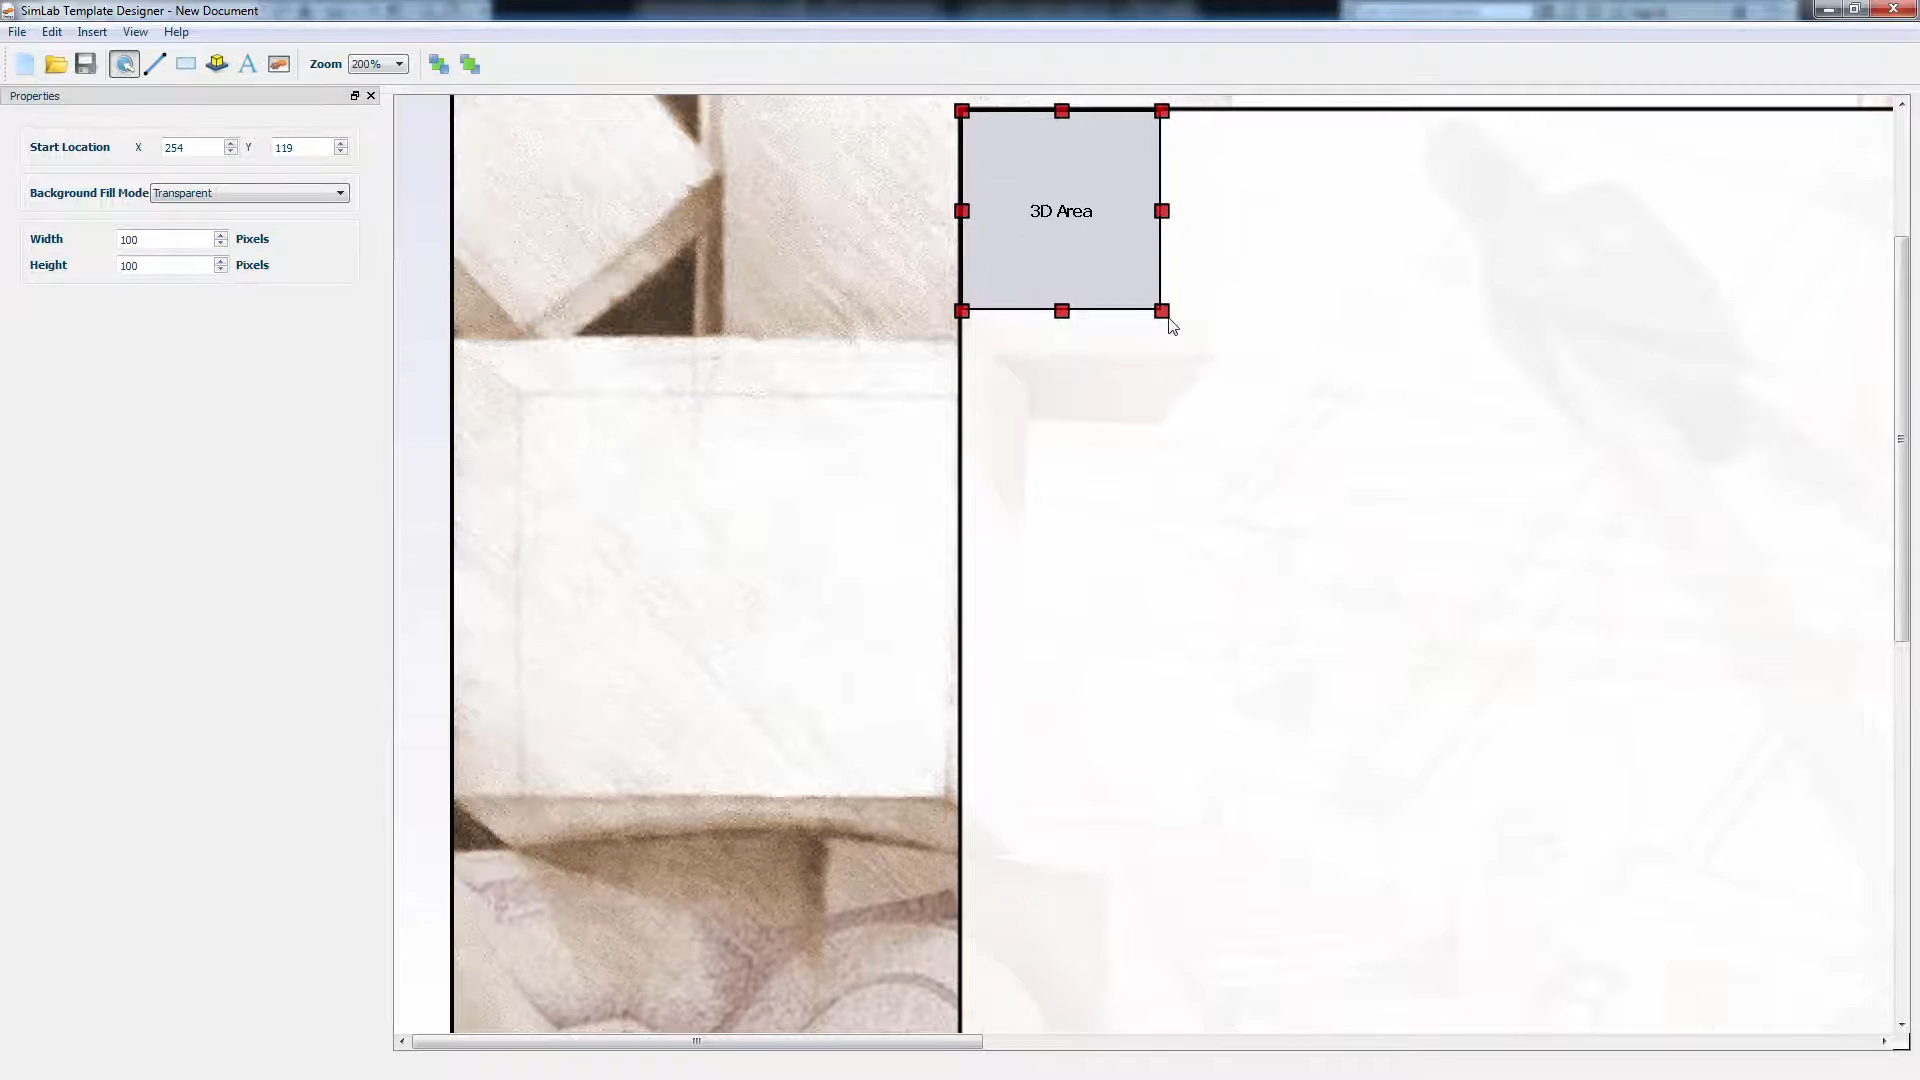 SimLab Template Designer - New Document
File Edit Insert View Help
Zoom 200%
Properties
Start Location X 254 Y 119
Background Fill Mode Transparent
Width 100 Pixels
Height 100 Pixels
3D Area